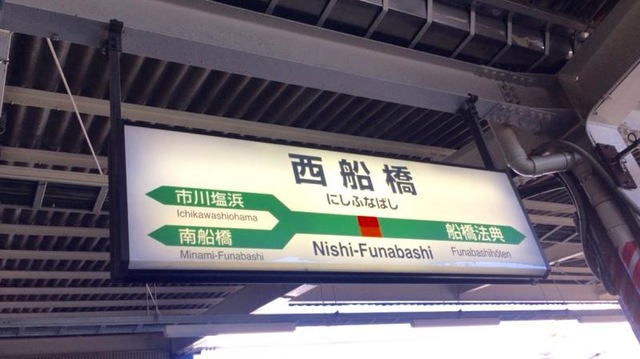 西船橋
にしふなばし
市川塩浜
Ichikawashiohama
南船橋
Minami-Funabashi
Nishi-Funabashi
船橋法典
Funabashihōten